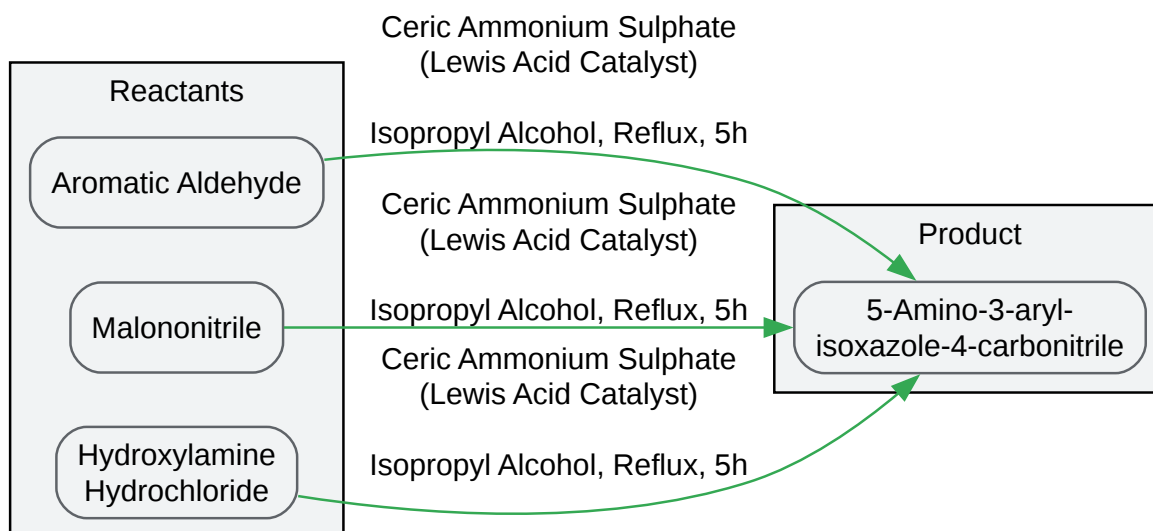 Reactants
Aromatic Aldehyde
Malononitrile
Hydroxylamine
Hydrochloride
Ceric Ammonium Sulphate
(Lewis Acid Catalyst)
Isopropyl Alcohol, Reflux, 5h
Ceric Ammonium Sulphate
(Lewis Acid Catalyst)
Isopropyl Alcohol, Reflux, 5h
Ceric Ammonium Sulphate
(Lewis Acid Catalyst)
Isopropyl Alcohol, Reflux, 5h
Product
5-Amino-3-aryl-
isoxazole-4-carbonitrile